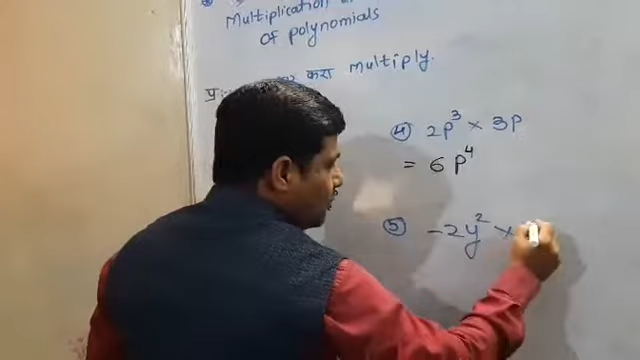 Multiplication
of polynomials
प्र:- करा multiply.
④ 2p³ × 3p
= 6p⁴
⑤ -2y² ×